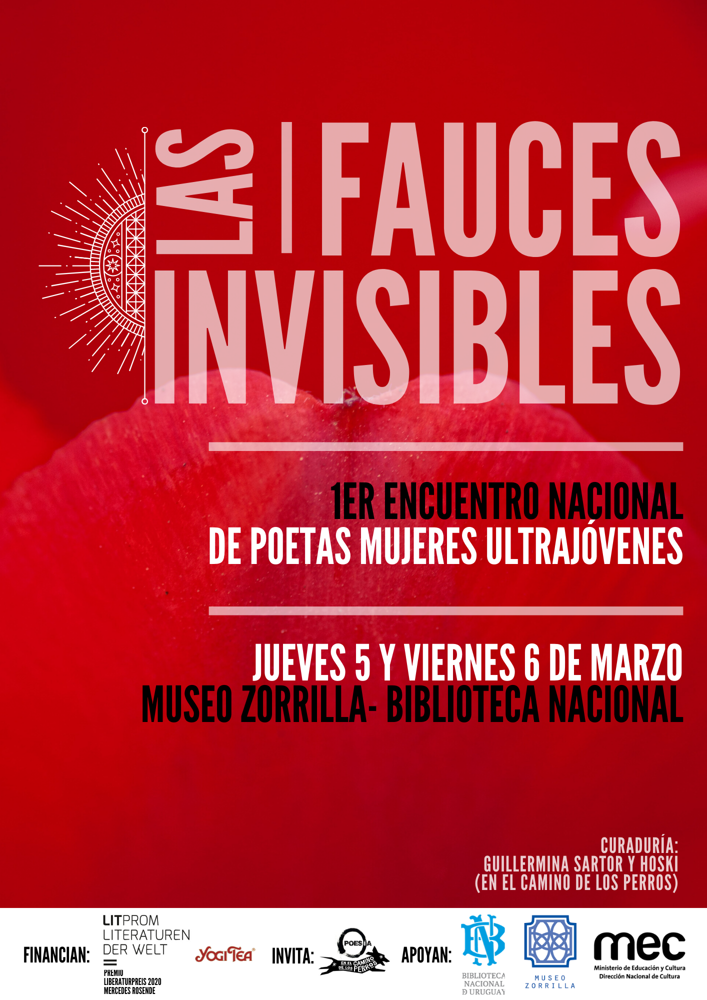 LAS | FAUCES
INVISIBLES
1ER ENCUENTRO NACIONAL
DE POETAS MUJERES ULTRAJÓVENES
JUEVES 5 Y VIERNES 6 DE MARZO
MUSEO ZORRILLA- BIBLIOTECA NACIONAL
CURADURÍA:
GUILLERMINA SARTOR Y HOSKI
(EN EL CAMINO DE LOS PERROS)
FINANCIAN:
LITPROM
LITERATUREN
DER WELT
PREMIU
LIBERATURPREIS 2020
MERCEDES ROSENDE
YOGI TEA®
INVITA:
POESÍA
EN EL CAMINO
DE LOS PERROS
APOYAN:
BN
BIBLIOTECA
NACIONAL
D URUGUAY
MUSEO
ZORRILLA
mec
Ministerio de Educación y Cultura
Dirección Nacional de Cultura